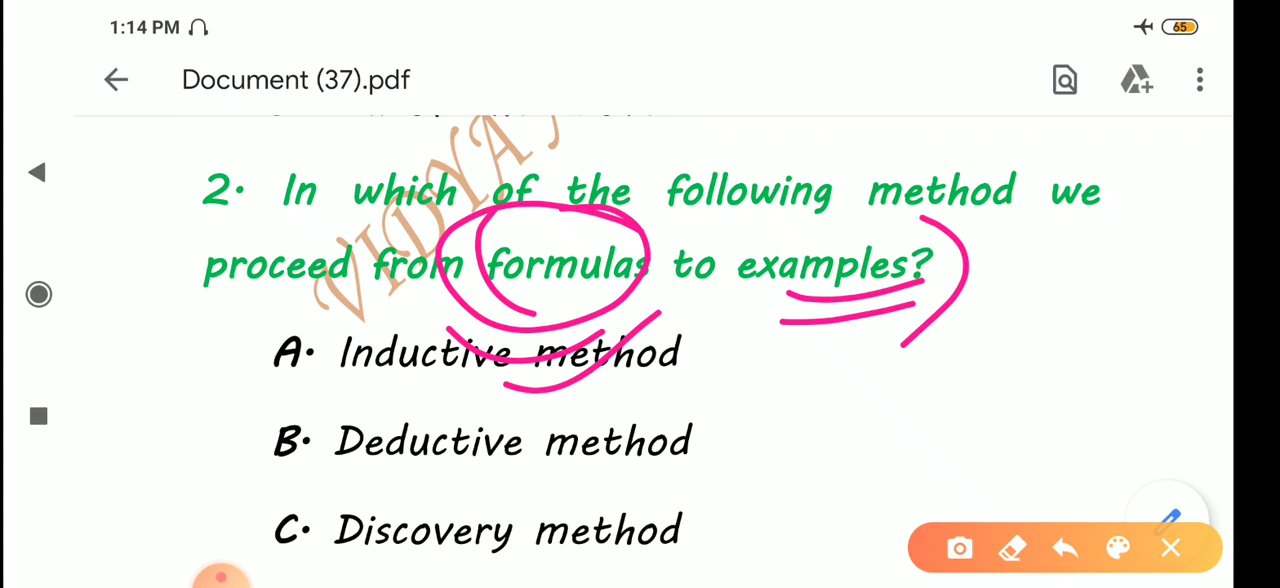 1:14 PM
65
Document (37).pdf
2. In which of the following method we
proceed from formulas to examples?
A. Inductive method
B. Deductive method
C. Discovery method